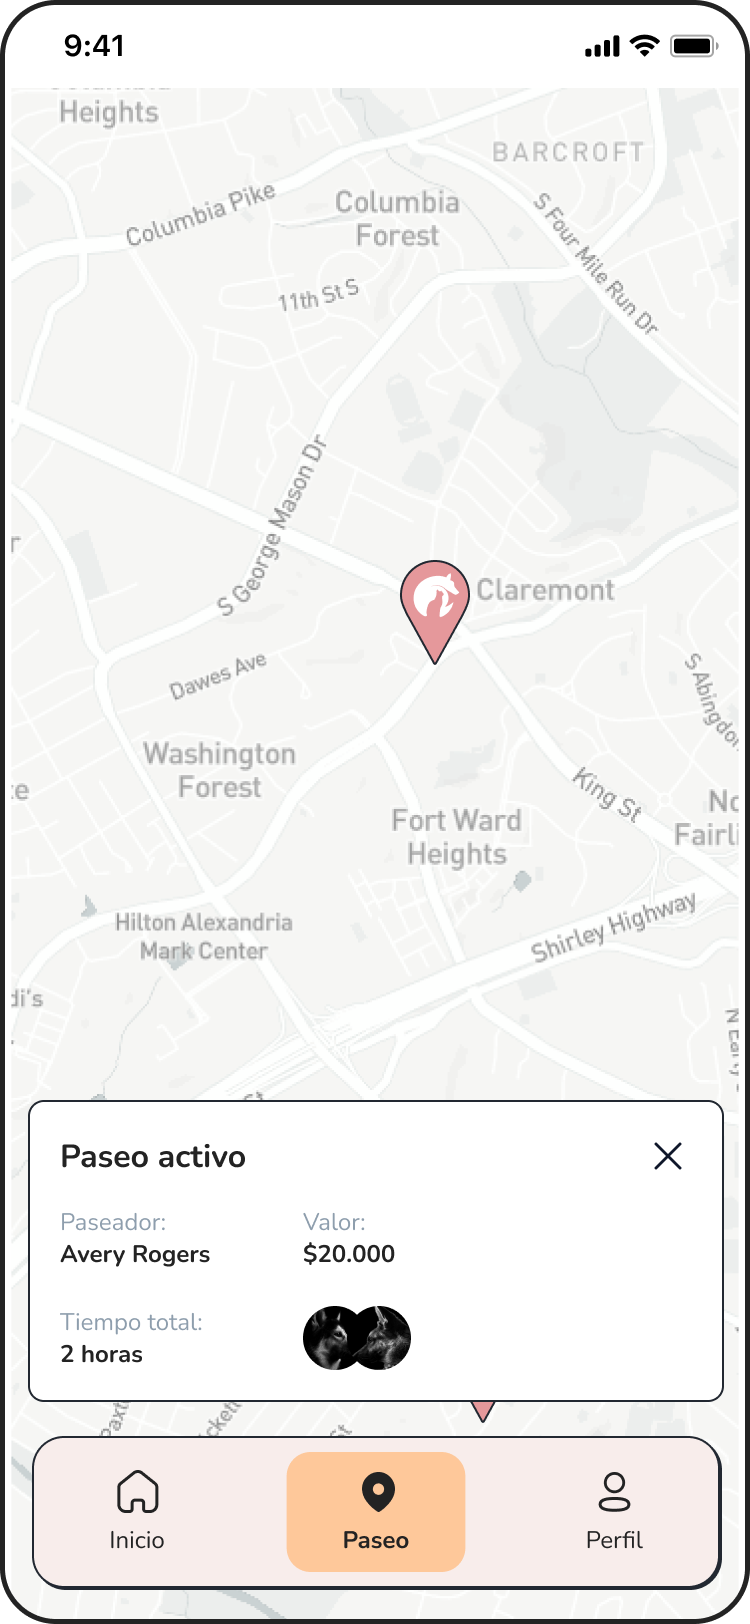 9:41
Columbia
Heights
BARCROFT
Columbia Pike
Columbia
Forest
S Four Mile Run Dr
11th St S
S George Mason Dr
Claremont
Dawes Ave
Washington
Forest
King St
Fort Ward
Heights
Hilton Alexandria
Mark Center
Shirley Highway
Paseo activo
Paseador:
Valor:
Avery Rogers
$20.000
Tiempo total:
2 horas
St
Inicio
Paseo
Perfil